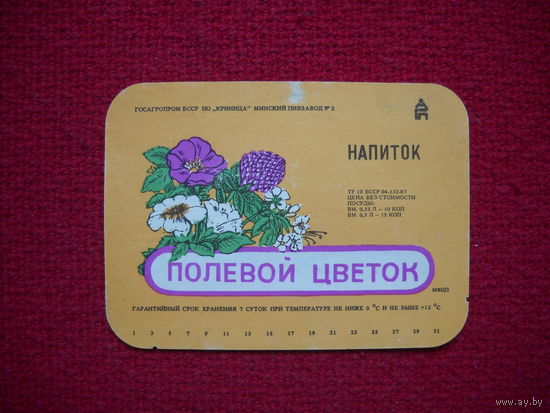 ГОСАГРОПРОМ БССР ПО „КРИНИЦА" МИНСКИЙ ПИВЗАВОД № 2
НАПИТОК
ТУ 10 БССР 04-133-87
ЦЕНА БЕЗ СТОИМОСТИ
ПОСУДЫ:
ВМ. 0,33 Л — 10 КОП
ВМ. 0,5 Л — 15 КОП
ПОЛЕВОЙ ЦВЕТОК
МФЦП
ГАРАНТИЙНЫЙ СРОК ХРАНЕНИЯ 7 СУТОК ПРИ ТЕМПЕРАТУРЕ НЕ НИЖЕ 0 °С И НЕ ВЫШЕ +12 °С
1 3 5 7 9 11 13 15 17 19 21 23 25 26 27 28 29 31
www.ay.by